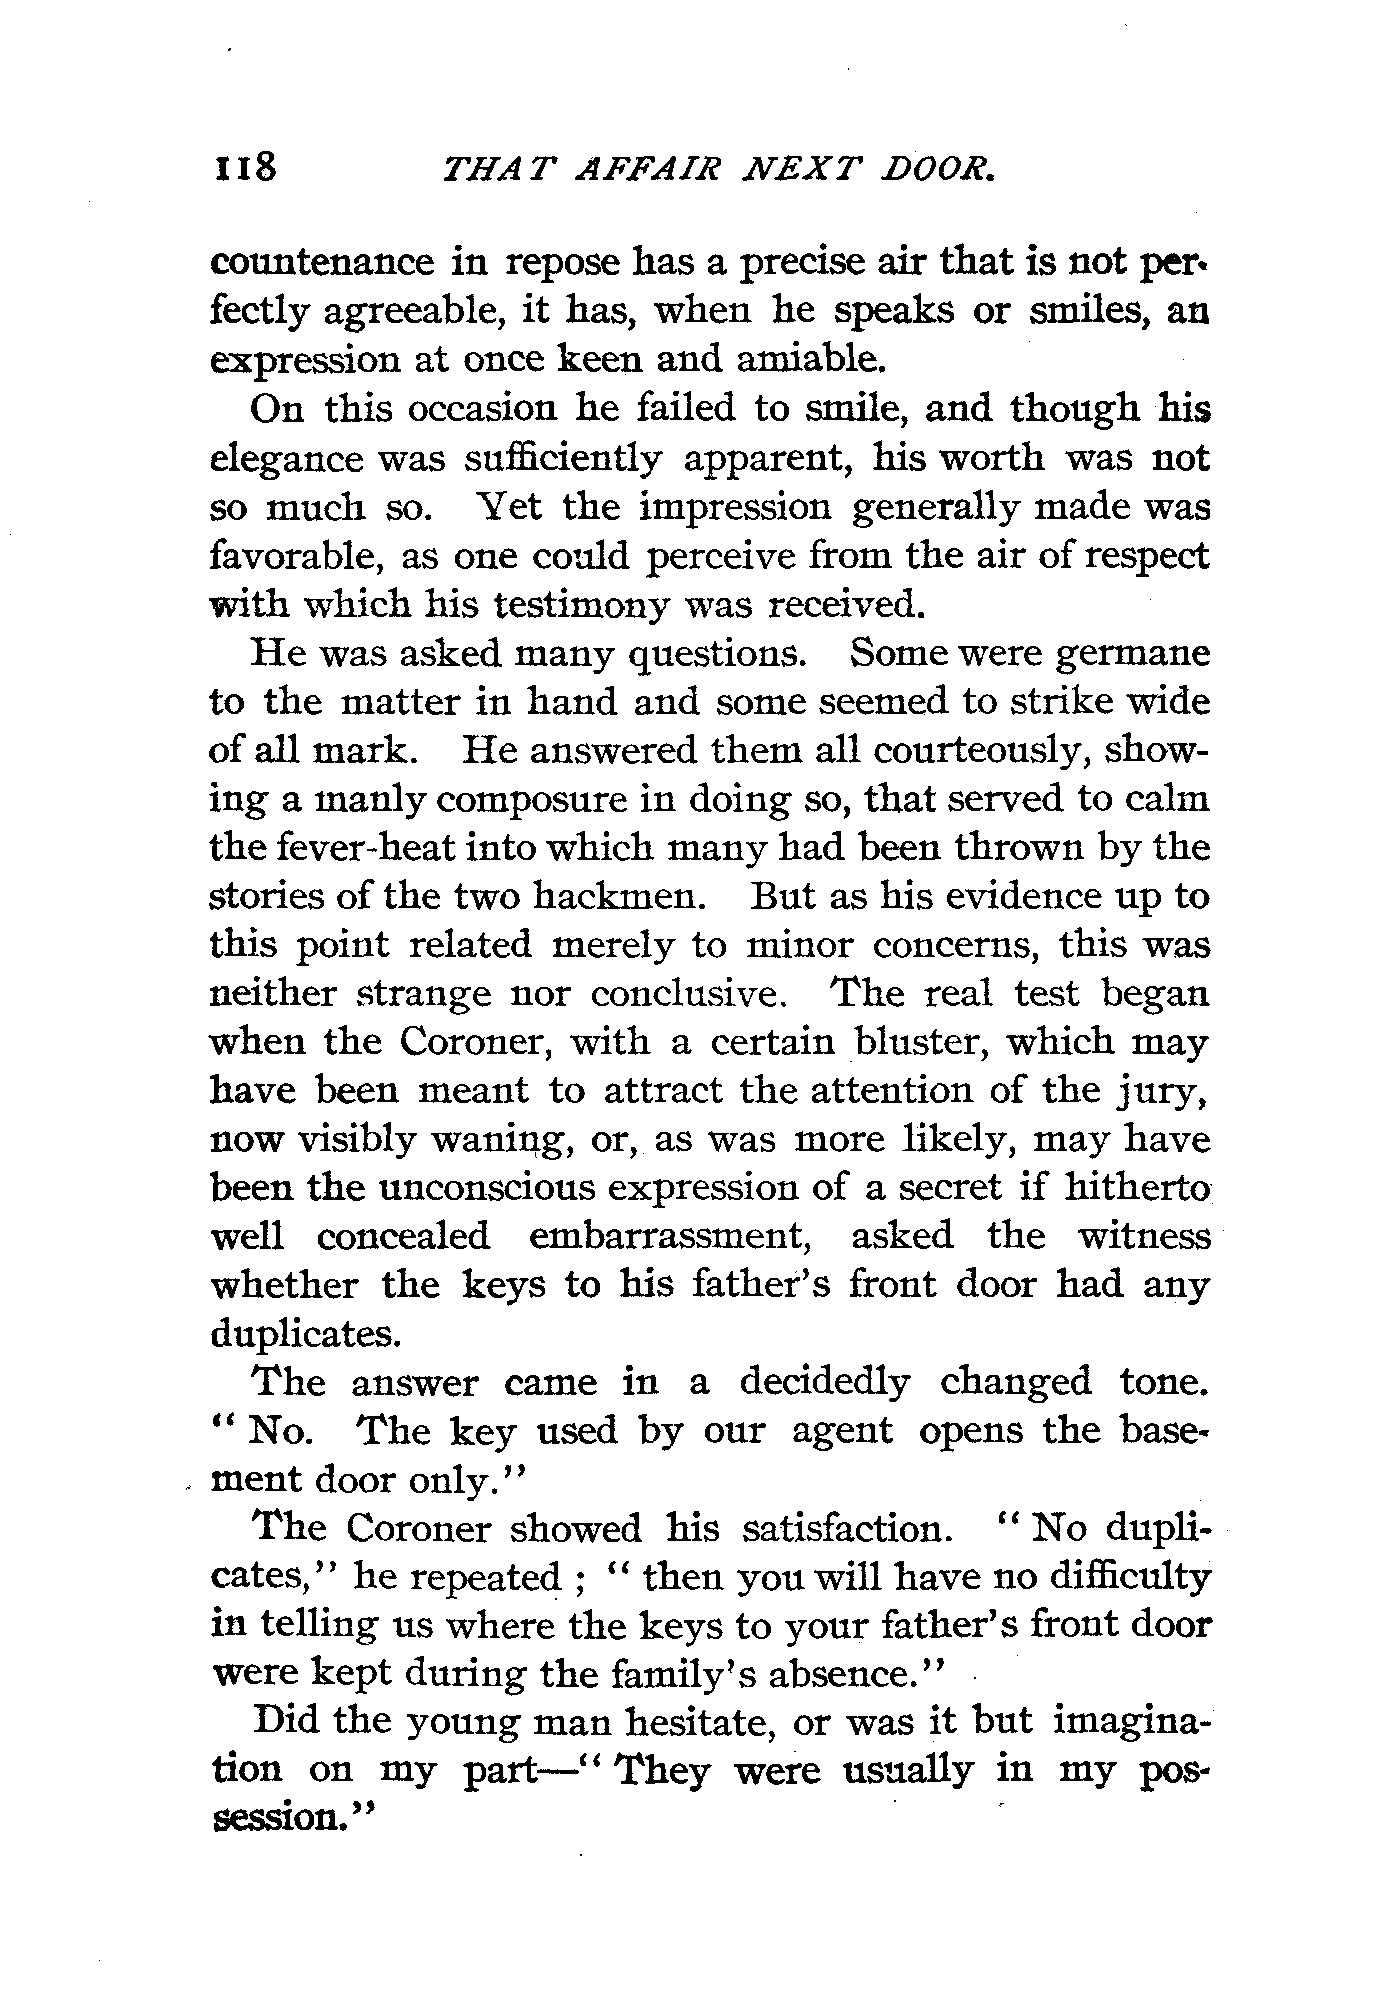 118 THAT AFFAIR NEXT DOOR.
countenance in repose has a precise air that is not per-
fectly agreeable, it has, when he speaks or smiles, an
expression at once keen and amiable.
On this occasion he failed to smile, and though his
elegance was sufficiently apparent, his worth was not
so much so. Yet the impression generally made was
favorable, as one could perceive from the air of respect
with which his testimony was received.
He was asked many questions. Some were germane
to the matter in hand and some seemed to strike wide
of all mark. He answered them all courteously, show-
ing a manly composure in doing so, that served to calm
the fever-heat into which many had been thrown by the
stories of the two hackmen. But as his evidence up to
this point related merely to minor concerns, this was
neither strange nor conclusive. The real test began
when the Coroner, with a certain bluster, which may
have been meant to attract the attention of the jury,
now visibly waning, or, as was more likely, may have
been the unconscious expression of a secret if hitherto
well concealed embarrassment, asked the witness
whether the keys to his father's front door had any
duplicates.
The answer came in a decidedly changed tone.
"No. The key used by our agent opens the base-
ment door only."
The Coroner showed his satisfaction. "No dupli-
cates," he repeated; "then you will have no difficulty
in telling us where the keys to your father's front door
were kept during the family's absence."
Did the young man hesitate, or was it but imagina-
tion on my part—"They were usually in my pos-
session."